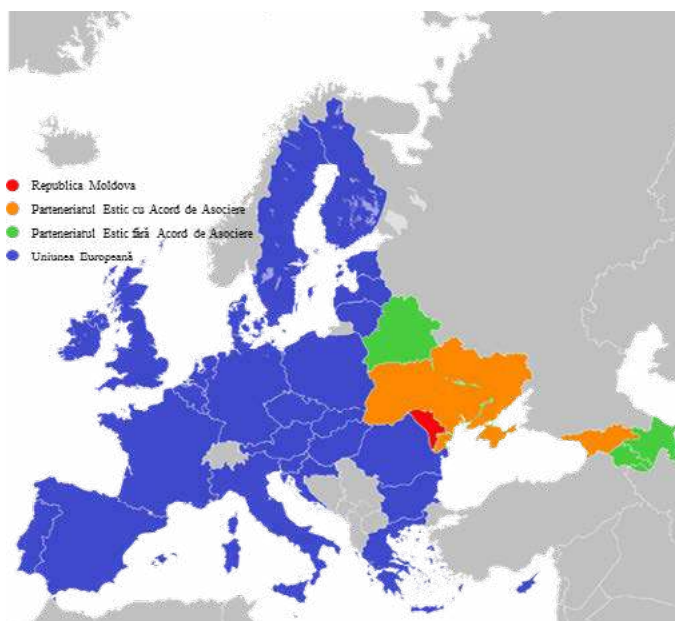 Republica Moldova
Parteneriatul Estic cu Acord de Asociere
Parteneriatul Estic fără Acord de Asociere
Uniunea Europeană